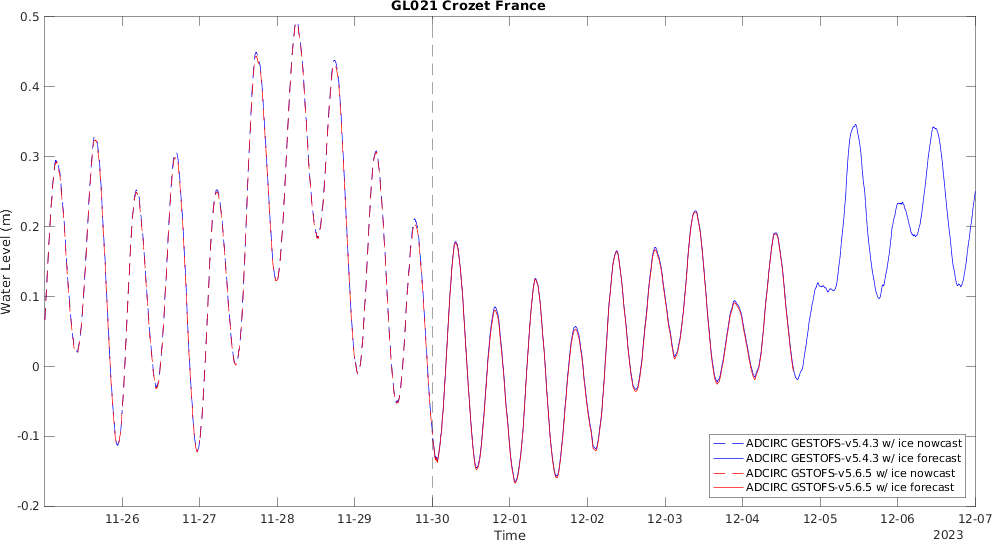 GL021 Crozet France
0.5
0.4
0.3
0.2
0.1
0
-0.1
-0.2
Water Level (m)
ADCIRC GESTOFS-v5.4.3 w/ ice nowcast
ADCIRC GESTOFS-v5.4.3 w/ ice forecast
ADCIRC GSTOFS-v5.6.5 w/ ice nowcast
ADCIRC GSTOFS-v5.6.5 w/ ice forecast
11-26 11-27 11-28 11-29 11-30 12-01 12-02 12-03 12-04 12-05 12-06 12-07
Time
2023